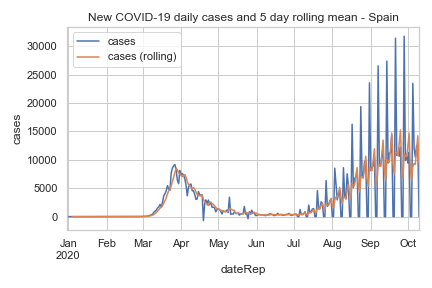 New COVID-19 daily cases and 5 day rolling mean - Spain
cases
cases (rolling)
30000
25000
20000
15000
10000
5000
0
cases
Jan Feb Mar Apr May Jun Jul Aug Sep Oct
2020
dateRep